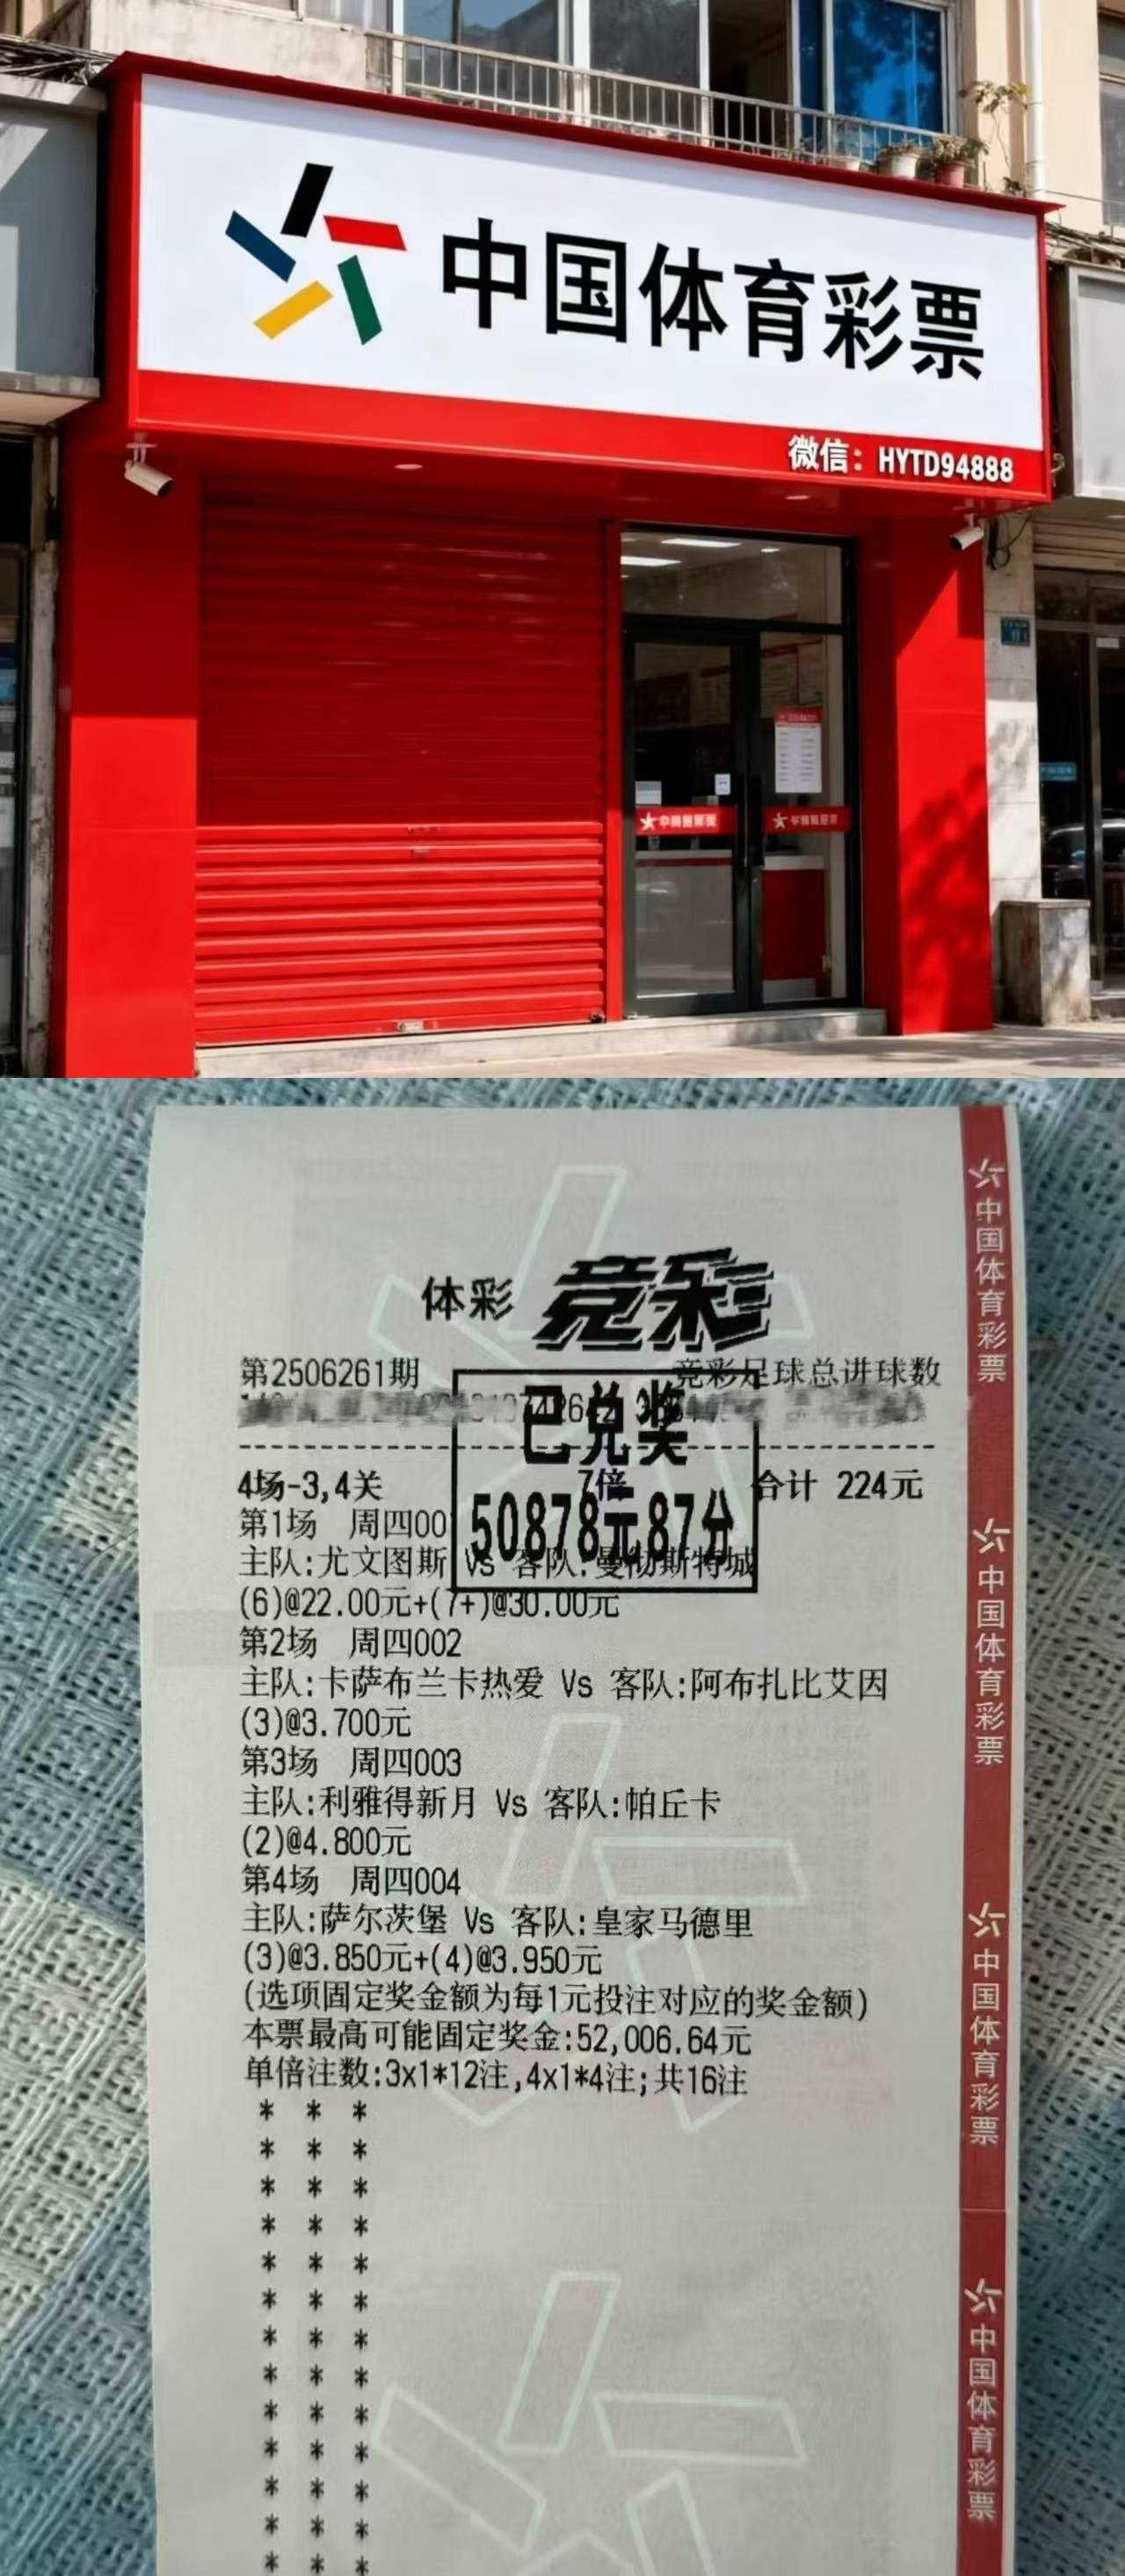 中国体育彩票
微信：HYTD94888
体彩 竞彩
第2506261期 竞彩足球总进球数
已兑奖
4场-3,4关 7倍 合计 224元
50878元87分
第1场 周四00
主队:尤文图斯 Vs 客队:曼彻斯特城
(6)@22.00元+(7+)@30.00元
第2场 周四002
主队:卡萨布兰卡热爱 Vs 客队:阿布扎比艾因
(3)@3.700元
第3场 周四003
主队:利雅得新月 Vs 客队:帕丘卡
(2)@4.800元
第4场 周四004
主队:萨尔茨堡 Vs 客队:皇家马德里
(3)@3.850元+(4)@3.950元
(选项固定奖金额为每1元投注对应的奖金额)
本票最高可能固定奖金:52,006.64元
单倍注数:3x1*12注,4x1*4注;共16注
中国体育彩票
中国体育彩票
中国体育彩票
中国体育彩票